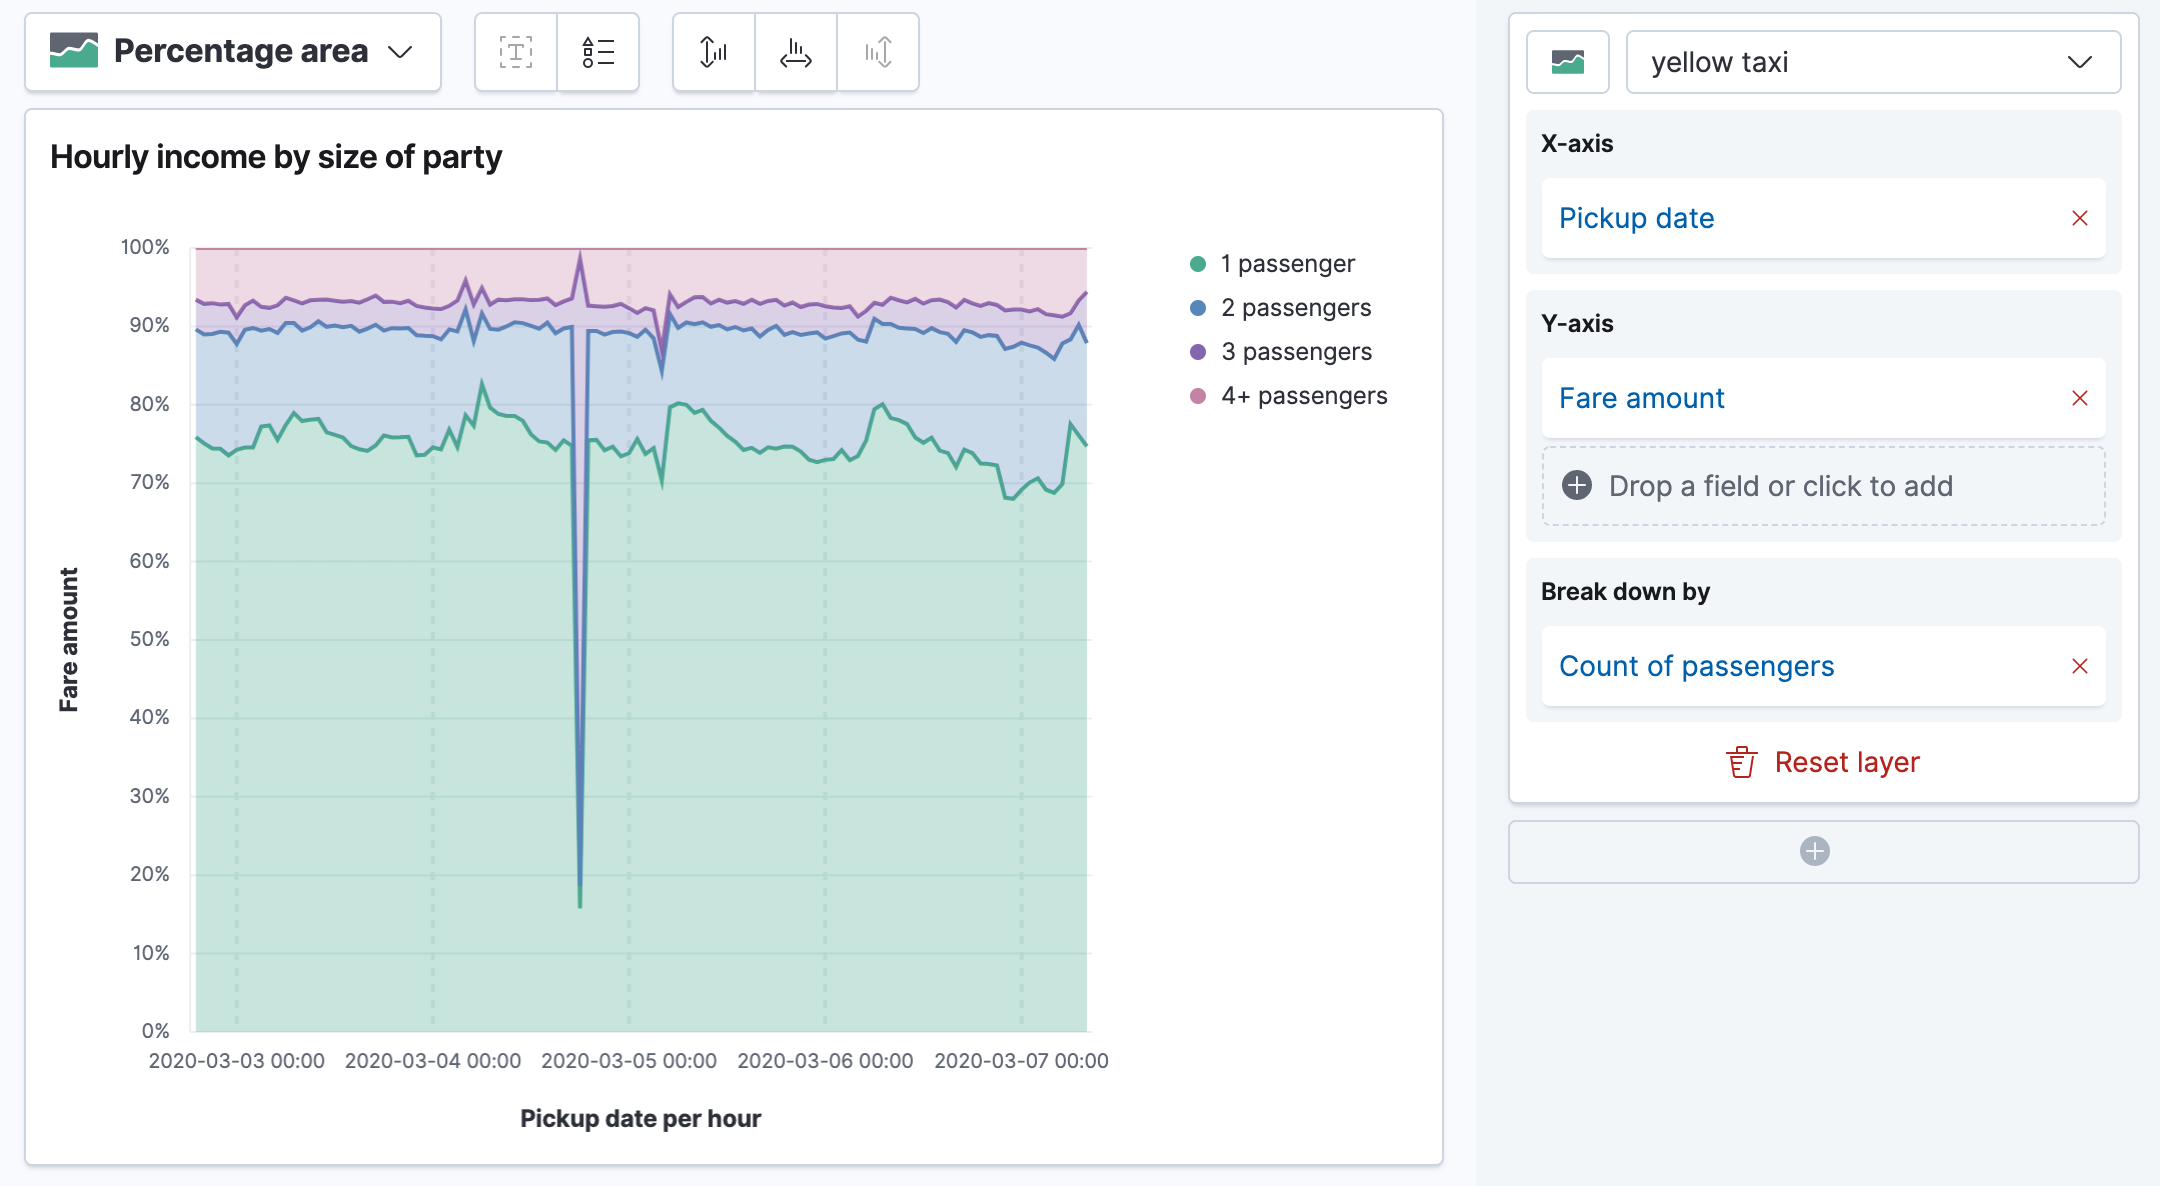 Percentage area
Hourly income by size of party
100%
90%
80%
70%
60%
50%
40%
30%
20%
10%
0%
Fare amount
2020-03-03 00:00
2020-03-04 00:00
2020-03-05 00:00
2020-03-06 00:00
2020-03-07 00:00
Pickup date per hour
1 passenger
2 passengers
3 passengers
4+ passengers
yellow taxi
X-axis
Pickup date
Y-axis
Fare amount
Drop a field or click to add
Break down by
Count of passengers
Reset layer